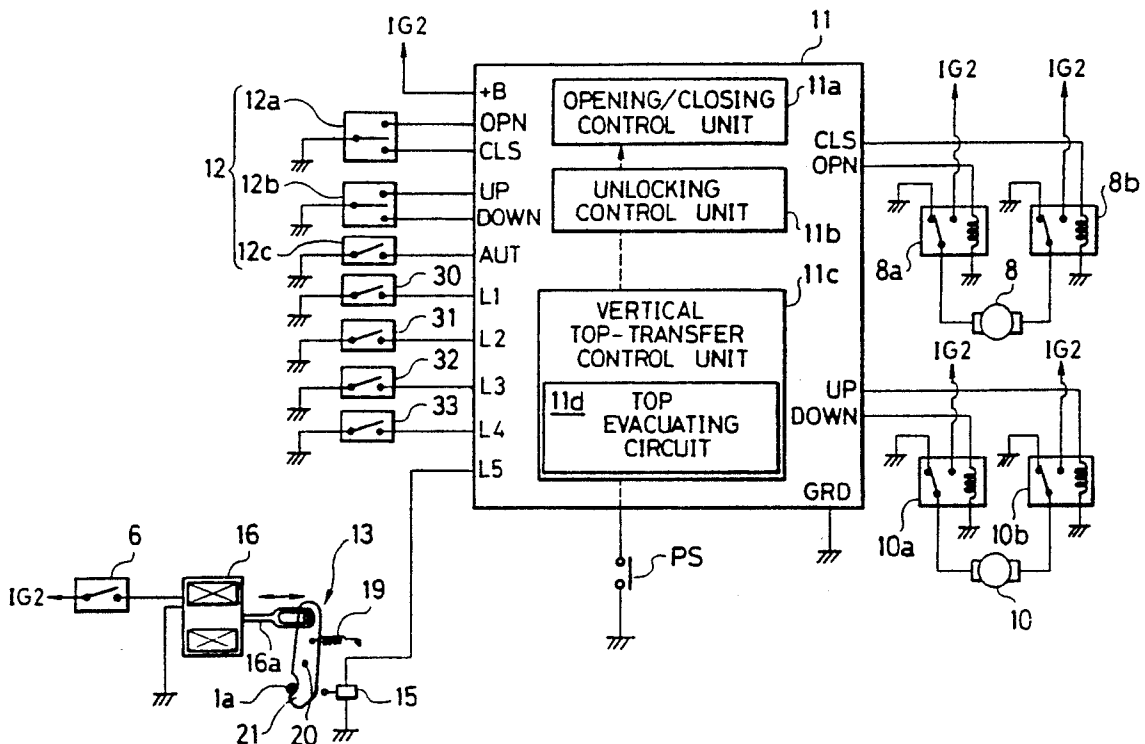 IG2
11
IG2
IG2
+B
12a
OPN
CLS
OPENING/CLOSING
CONTROL UNIT
11a
CLS
OPN
8b
12
12b
UP
DOWN
UNLOCKING
CONTROL UNIT
11b
12c
AUT
8a
8
30
L1
11c
VERTICAL
TOP-TRANSFER
CONTROL UNIT
31
L2
IG2
IG2
32
L3
UP
11d
TOP
EVACUATING
CIRCUIT
DOWN
33
L4
L5
GRD
10a
10b
10
6
16
13
PS
IG2
19
16a
1a
15
21
20